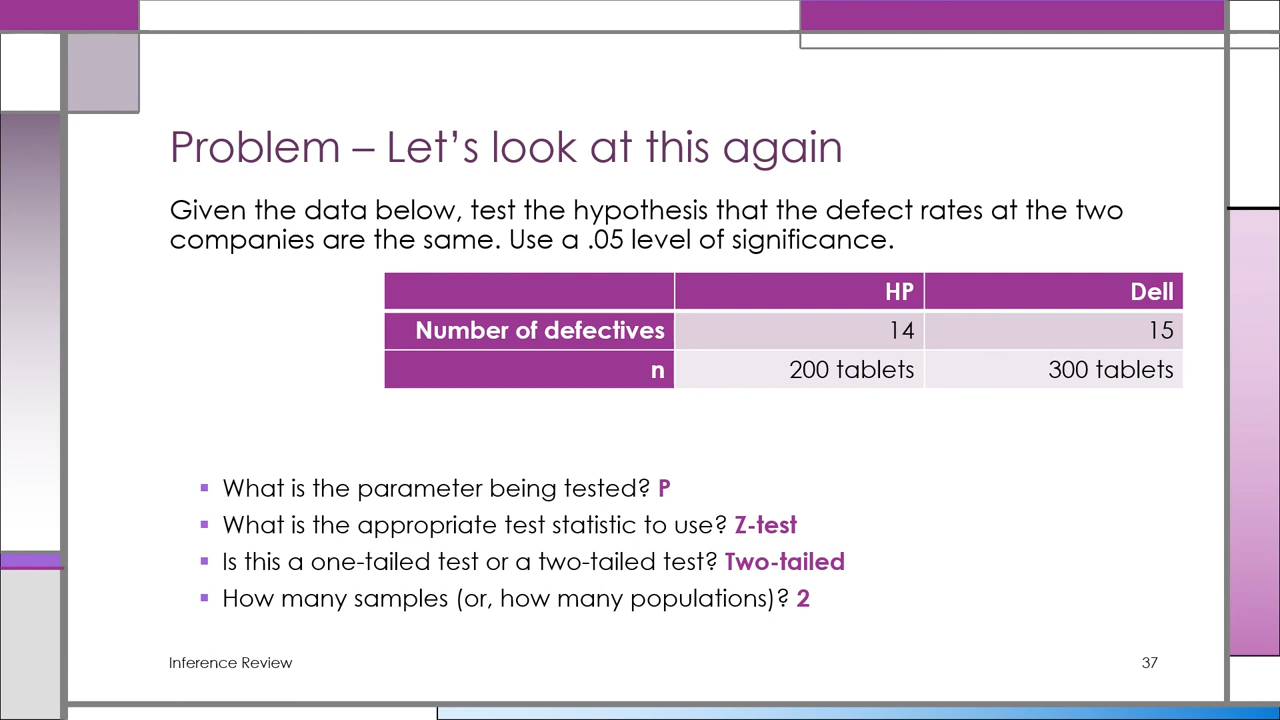 Problem – Let’s look at this again
Given the data below, test the hypothesis that the defect rates at the two
companies are the same. Use a .05 level of significance.
HP Dell
Number of defectives 14 15
n 200 tablets 300 tablets
▪ What is the parameter being tested? P
▪ What is the appropriate test statistic to use? Z-test
▪ Is this a one-tailed test or a two-tailed test? Two-tailed
▪ How many samples (or, how many populations)? 2
Inference Review 37